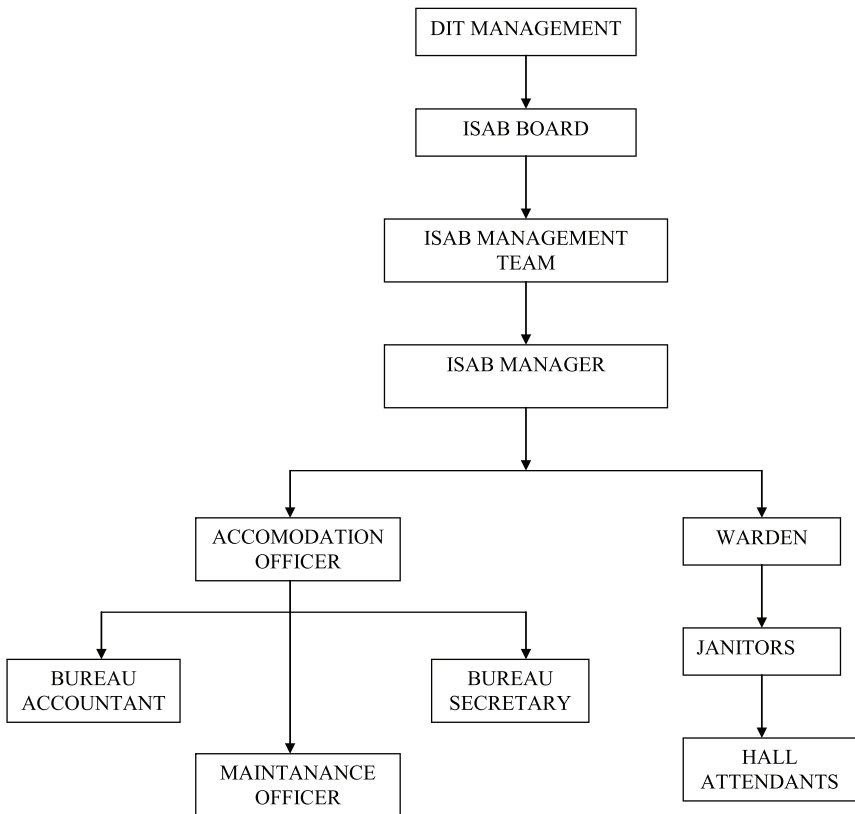 DIT MANAGEMENT
ISAB BOARD
ISAB MANAGEMENT
TEAM
ISAB MANAGER
ACCOMODATION
OFFICER
WARDEN
JANITORS
BUREAU
ACCOUNTANT
BUREAU
SECRETARY
HALL
ATTENDANTS
MAINTANANCE
OFFICER